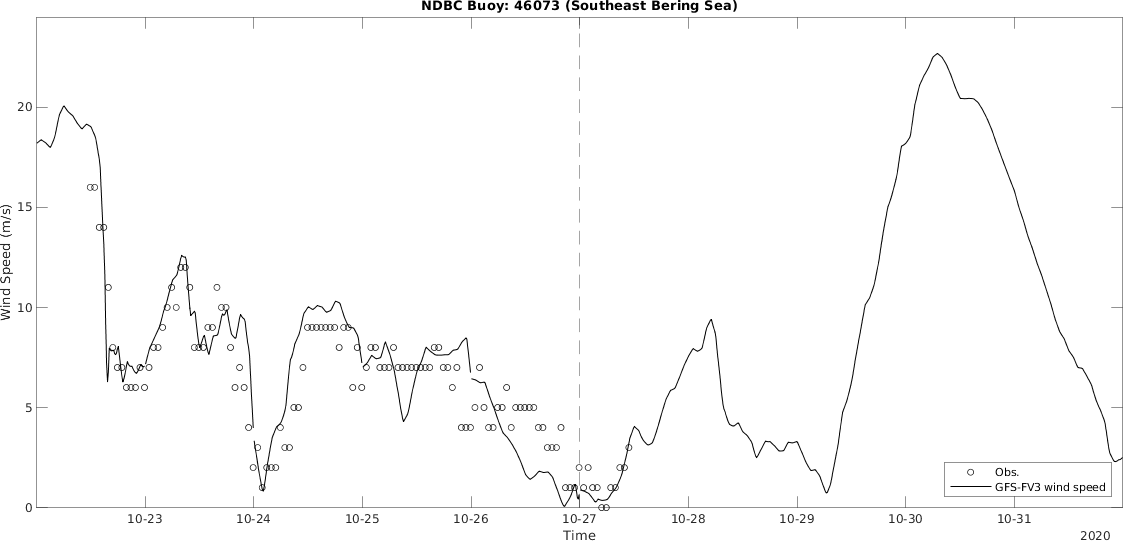 NDBC Buoy: 46073 (Southeast Bering Sea)
20
15
10
5
0
Wind Speed (m/s)
10-23 10-24 10-25 10-26 10-27 10-28 10-29 10-30 10-31
Time
2020
Obs.
GFS-FV3 wind speed